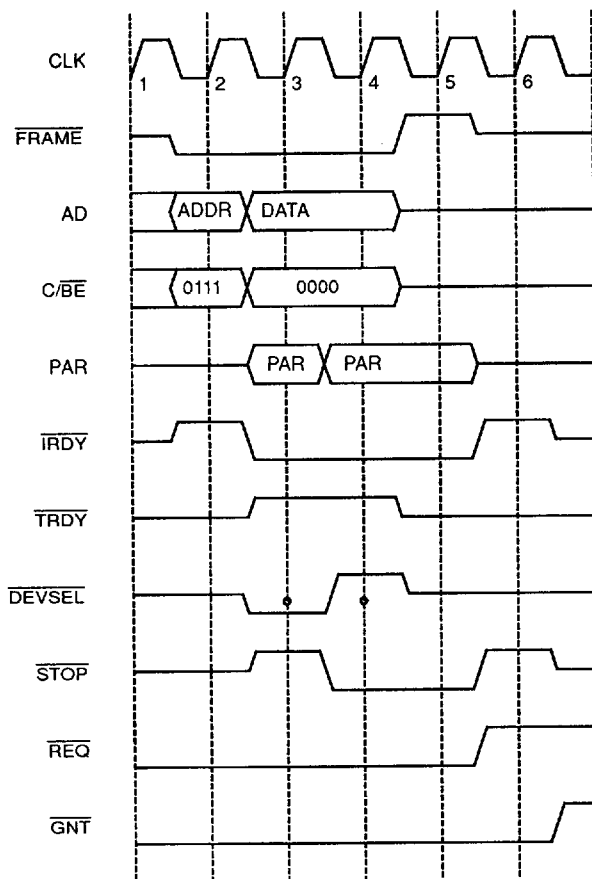 CLK
1 2 3 4 5 6
FRAME
AD
ADDR DATA
C/BE
0111 0000
PAR
PAR PAR
IRDY
TRDY
DEVSEL
STOP
REQ
GNT